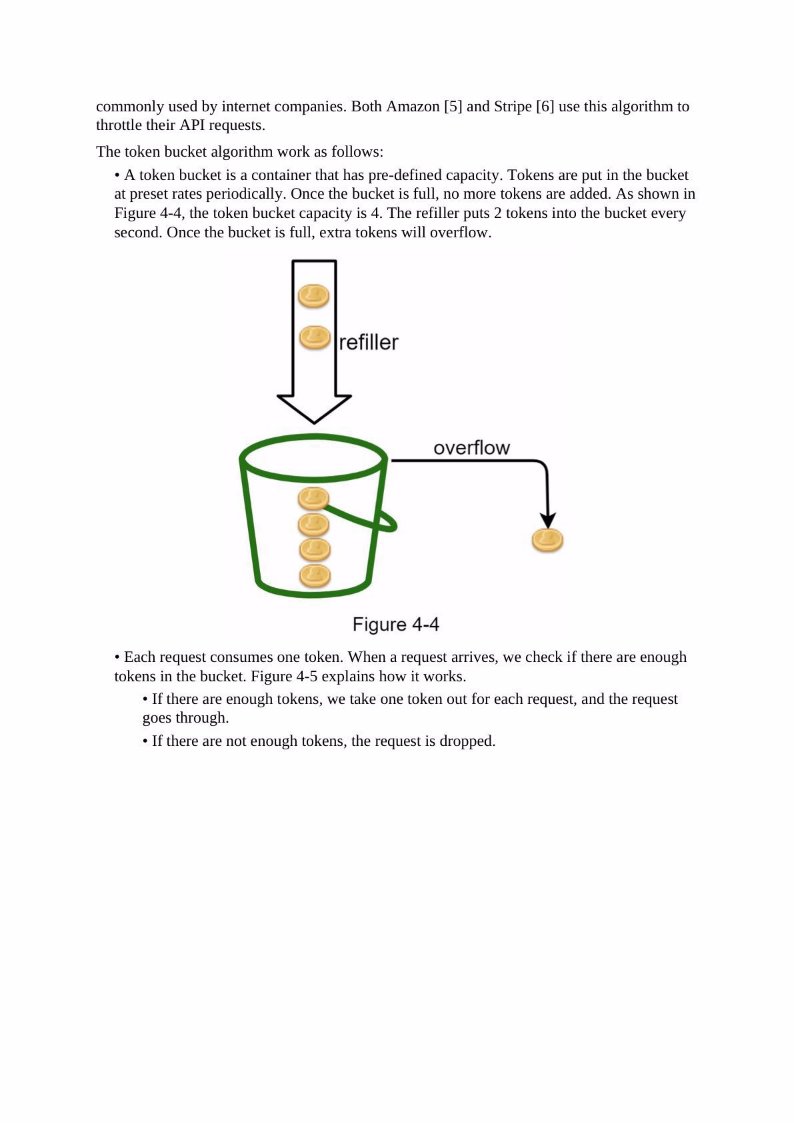 commonly used by internet companies. Both Amazon [5] and Stripe [6] use this algorithm to
throttle their API requests.
The token bucket algorithm work as follows:
• A token bucket is a container that has pre-defined capacity. Tokens are put in the bucket
at preset rates periodically. Once the bucket is full, no more tokens are added. As shown in
Figure 4-4, the token bucket capacity is 4. The refiller puts 2 tokens into the bucket every
second. Once the bucket is full, extra tokens will overflow.
refiller
overflow
Figure 4-4
• Each request consumes one token. When a request arrives, we check if there are enough
tokens in the bucket. Figure 4-5 explains how it works.
• If there are enough tokens, we take one token out for each request, and the request
goes through.
• If there are not enough tokens, the request is dropped.